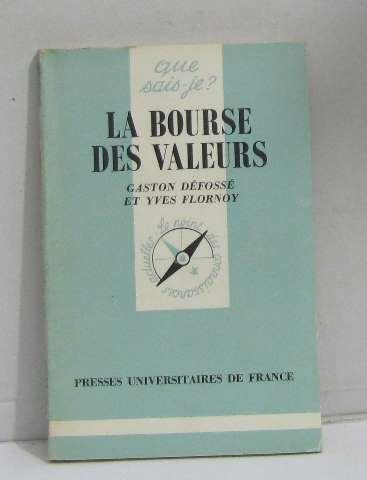 que
sais-je?
LA BOURSE
DES VALEURS
GASTON DÉFOSSÉ
ET YVES FLORNOY
le point des connaissances actuelles
PRESSES UNIVERSITAIRES DE FRANCE